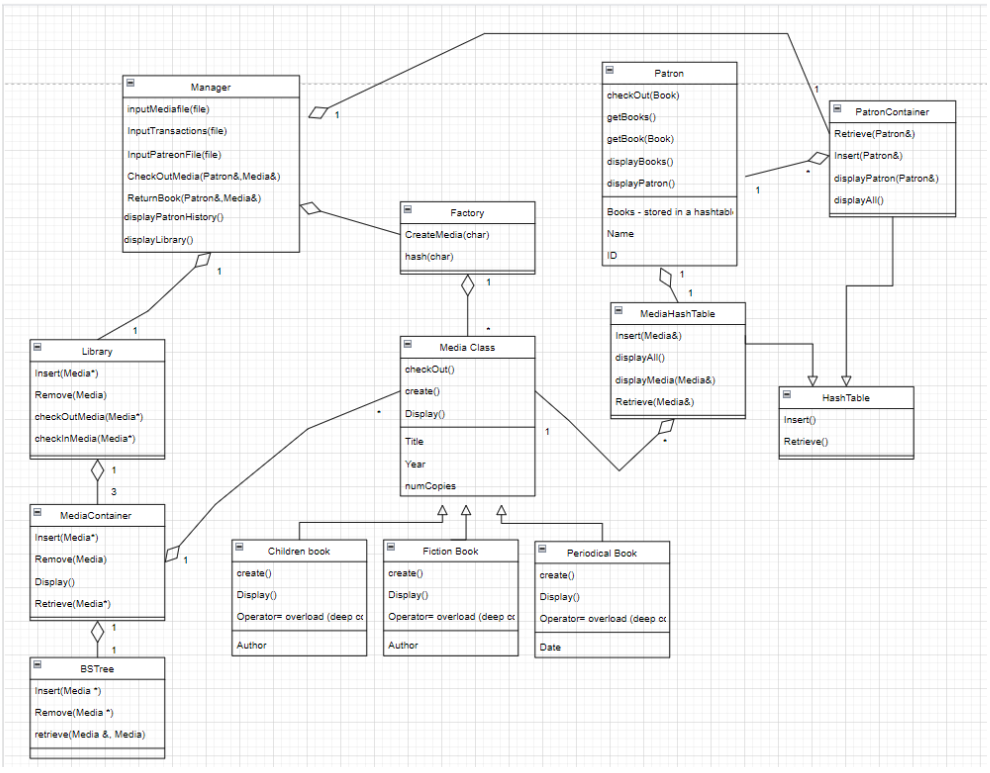 Manager
inputMediafile(file)
InputTransactions(file)
InputPatreonFile(file)
CheckOutMedia(Patron&,Media&)
ReturnBook(Patron&,Media&)
displayPatronHistory()
displayLibrary()
1
1
Patron
checkOut(Book)
getBooks()
getBook(Book)
displayBooks()
displayPatron()
Books - stored in a hashtabl
Name
ID
1
PatronContainer
Retrieve(Patron&)
Insert(Patron&)
displayPatron(Patron&)
displayAll()
*
1
Factory
CreateMedia(char)
hash(char)
1
*
1
1
1
MediaHashTable
Insert(Media&)
displayAll()
displayMedia(Media&)
Retrieve(Media&)
*
Library
Insert(Media*)
Remove(Media)
checkOutMedia(Media*)
checkInMedia(Media*)
1
3
Media Class
checkOut()
create()
Display()
Title
Year
numCopies
*
1
HashTable
Insert()
Retrieve()
MediaContainer
Insert(Media*)
Remove(Media)
Display()
Retrieve(Media*)
1
1
1
Children book
create()
Display()
Operator= overload (deep cc
Author
Fiction Book
create()
Display()
Operator= overload (deep cc
Author
Periodical Book
create()
Display()
Operator= overload (deep cc
Date
BSTree
Insert(Media *)
Remove(Media *)
retrieve(Media &, Media)